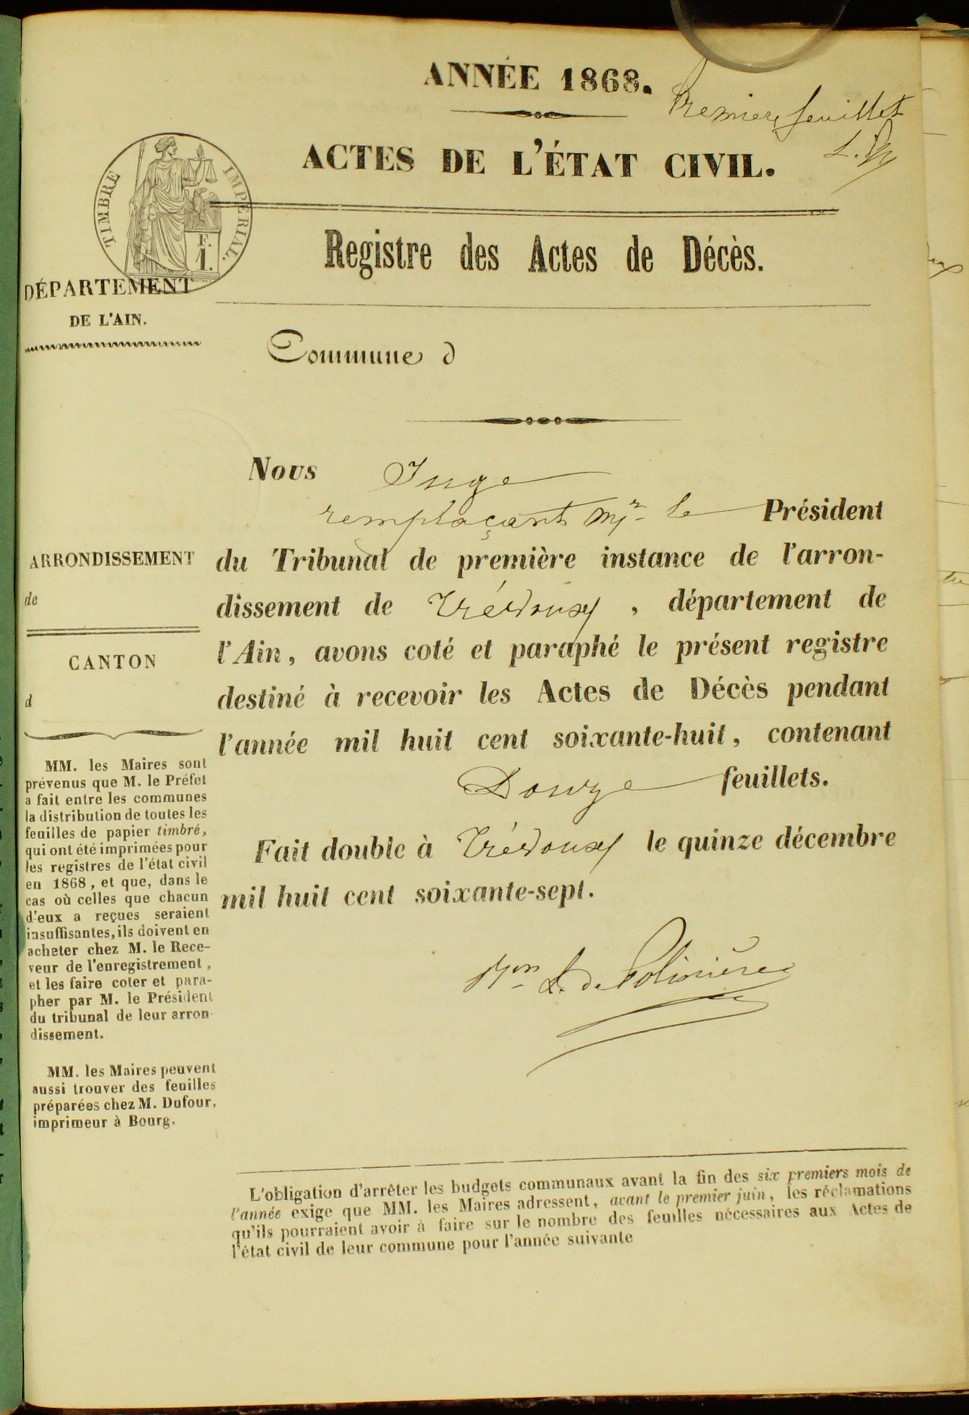 ANNÉE 1868.
Premier feuillet
L. P.
ACTES DE L'ÉTAT CIVIL.
TIMBRE IMPÉRIAL.
F. I.
Registre des Actes de Décès.
DÉPARTEMENT
DE L'AIN.
Commune d
Nous Juge
remplaçant Mr. le Président
du Tribunal de première instance de l'arron-
dissement de Trévoux, département de
l'Ain, avons coté et paraphé le présent registre
destiné à recevoir les Actes de Décès pendant
l'année mil huit cent soixante-huit, contenant
Douze feuillets.
Fait double à Trévoux le quinze décembre
mil huit cent soixante-sept.
Bon L. de Polinière
ARRONDISSEMENT
de
CANTON
d
MM. les Maires sont
prévenus que M. le Préfet
a fait entre les communes
la distribution de toutes les
feuilles de papier timbré,
qui ont été imprimées pour
les registres de l'état civil
en 1868, et que, dans le
cas où celles que chacun
d'eux a reçues seraient
insuffisantes, ils doivent en
acheter chez M. le Rece-
veur de l'enregistrement,
et les faire coter et para-
pher par M. le Président
du tribunal de leur arron-
dissement.
MM. les Maires peuvent
aussi trouver des feuilles
préparées chez M. Dufour,
imprimeur à Bourg.
L'obligation d'arrêter les budgets communaux avant la fin des six premiers mois de
l'année exige que MM. les Maires adressent, avant le premier juin, les réclamations
qu'ils pourraient avoir à faire sur le nombre des feuilles nécessaires aux Actes de
l'état civil de leur commune pour l'année suivante